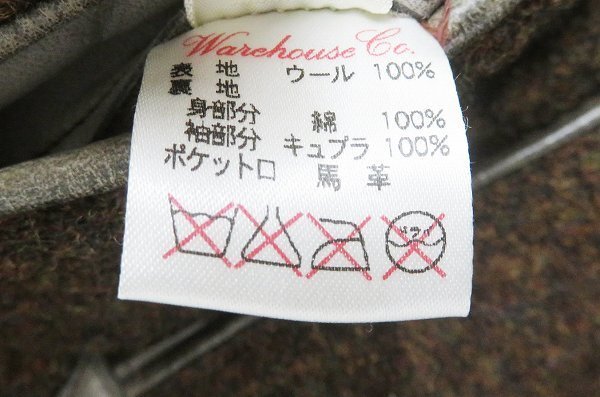 Warehouse Co.
表 地 ウール 100%
裏 地
身部分 綿 100%
袖部分 キュプラ 100%
ポケット口 馬 革